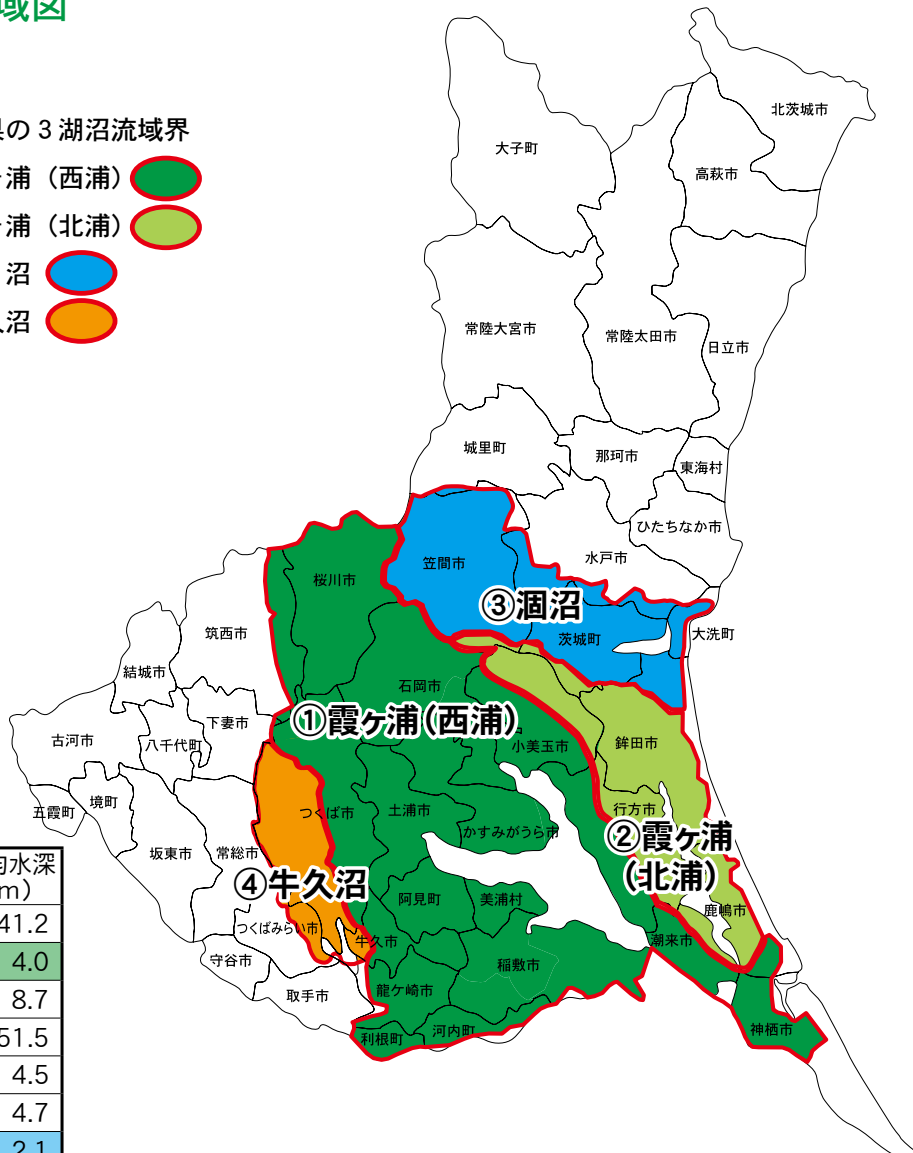 域図
の３湖沼流域界
浦（西浦）
浦（北浦）
沼
沼
北茨城市
大子町
高萩市
常陸大宮市
常陸太田市
日立市
城里町
那珂市
東海村
ひたちなか市
水戸市
笠間市
桜川市
③涸沼
茨城町
大洗町
筑西市
結城市
石岡市
下妻市
①霞ヶ浦（西浦）
古河市
八千代町
小美玉市
鉾田市
五霞町
境町
つくば市
土浦市
行方市
かすみがうら市
②霞ヶ浦
（北浦）
坂東市
常総市
④牛久沼
阿見町
美浦村
鹿嶋市
つくばみらい市
牛久市
潮来市
守谷市
稲敷市
取手市
龍ケ崎市
利根町
河内町
神栖市
水深
m）
41.2
4.0
8.7
51.5
4.5
4.7
2.1